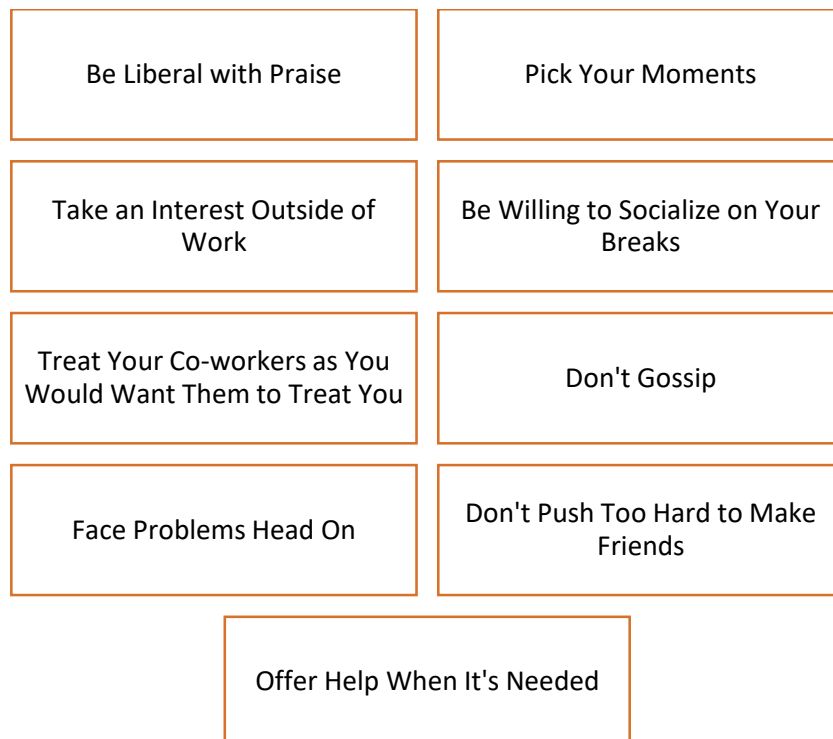 Be Liberal with Praise
Pick Your Moments
Take an Interest Outside of
Work
Be Willing to Socialize on Your
Breaks
Treat Your Co-workers as You
Would Want Them to Treat You
Don't Gossip
Face Problems Head On
Don't Push Too Hard to Make
Friends
Offer Help When It's Needed